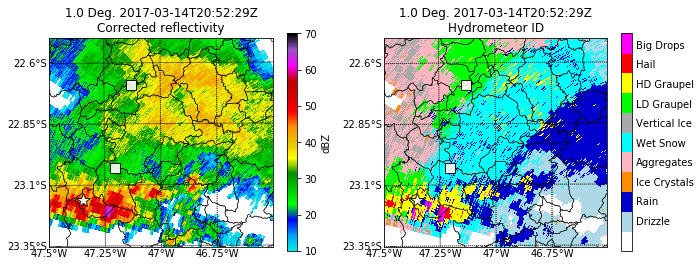 1.0 Deg. 2017-03-14T20:52:29Z
Corrected reflectivity
22.6°S
22.85°S
23.1°S
23.35°S
47.5°W
47.25°W
47°W
46.75°W
70
60
50
40
30
20
10
dBZ
1.0 Deg. 2017-03-14T20:52:29Z
Hydrometeor ID
22.6°S
22.85°S
23.1°S
23.35°S
47.5°W
47.25°W
47°W
46.75°W
Big Drops
Hail
HD Graupel
LD Graupel
Vertical Ice
Wet Snow
Aggregates
Ice Crystals
Rain
Drizzle